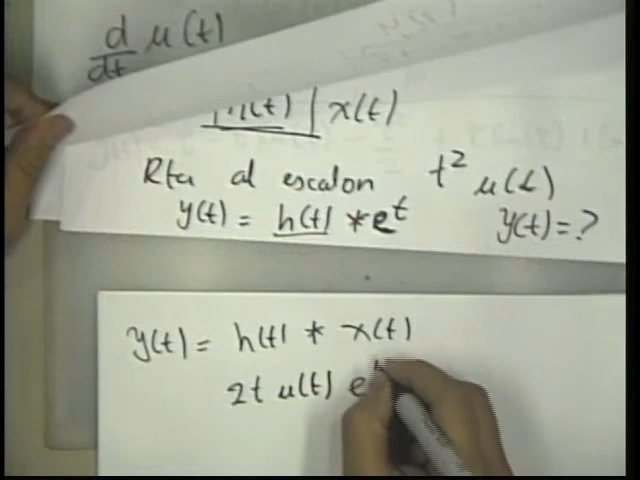 d/dt μ(t)
h(t) | x(t)
Rta al escalon t² μ(t)
y(t) = h(t) * e^t y(t) = ?
y(t) = h(t) * x(t)
2t u(t) e